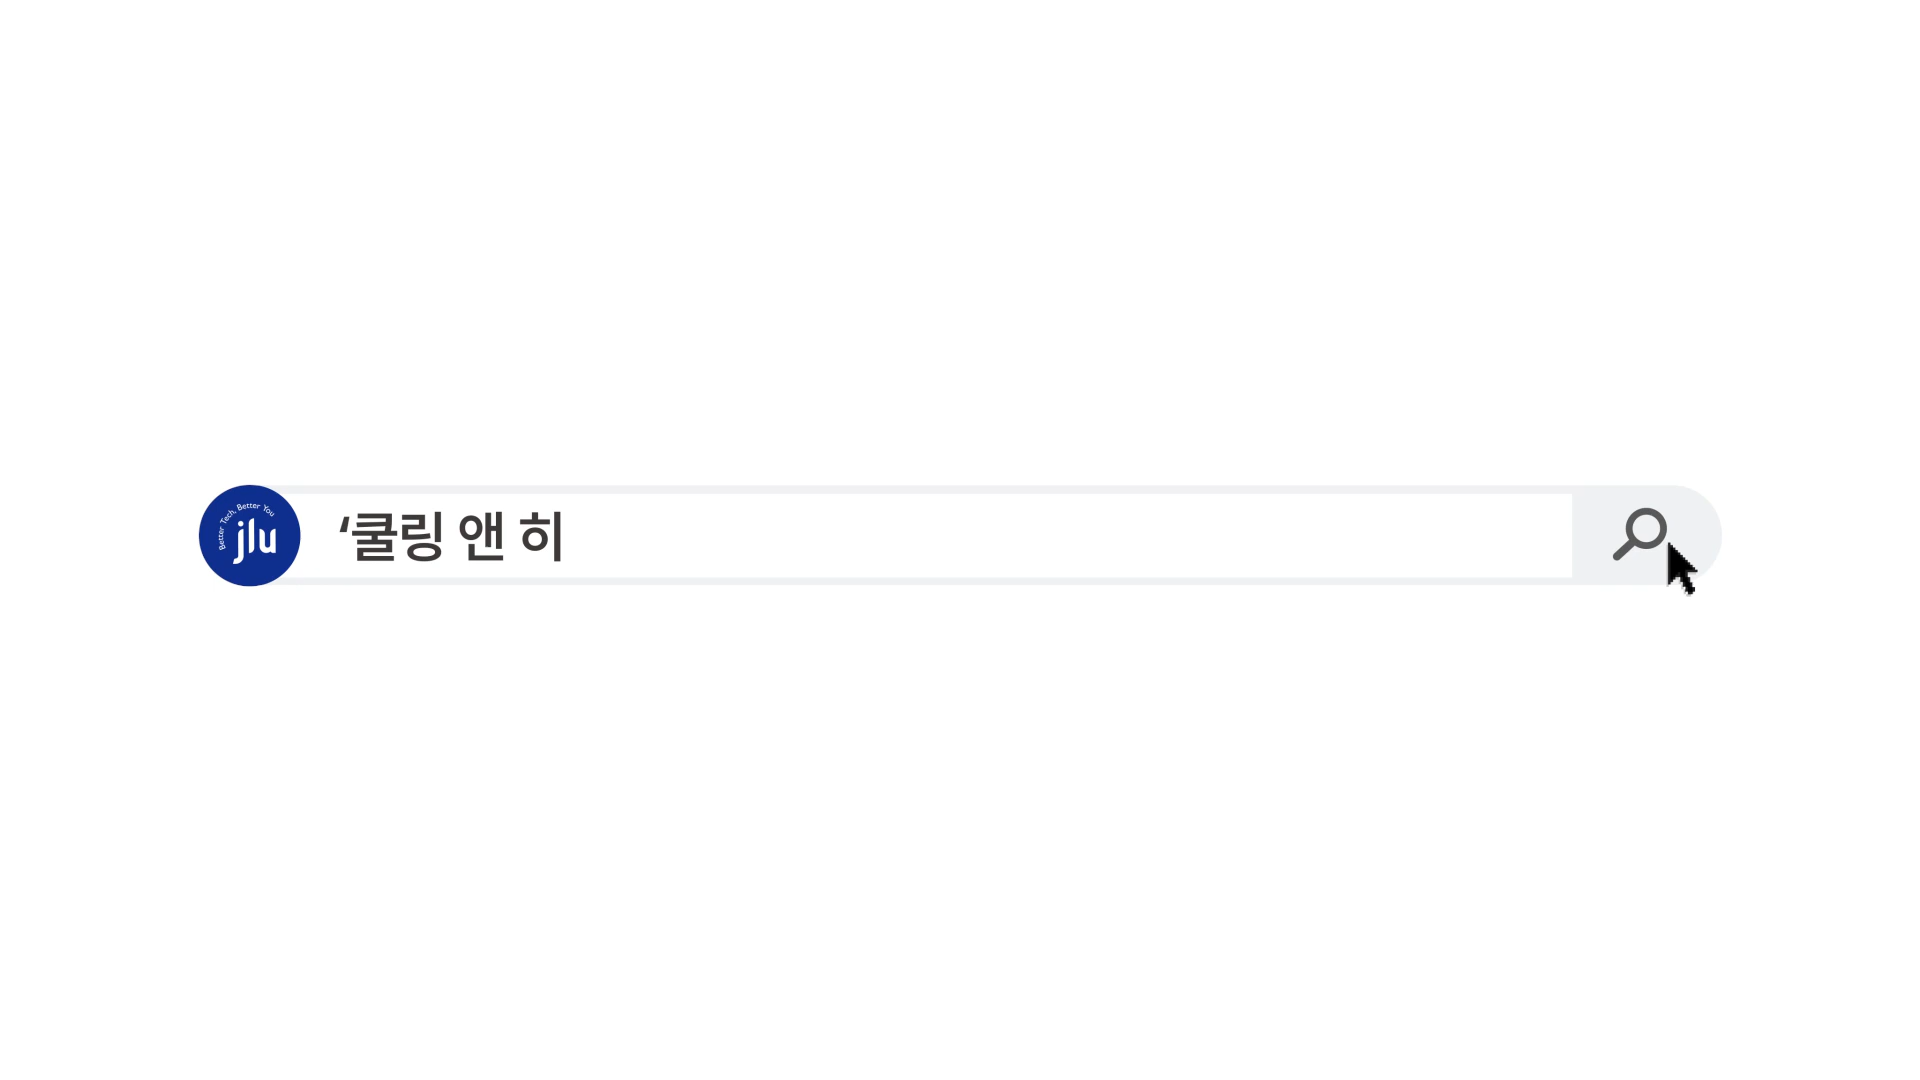 Better Tech, Better You
jlu
‘쿨링 앤 히